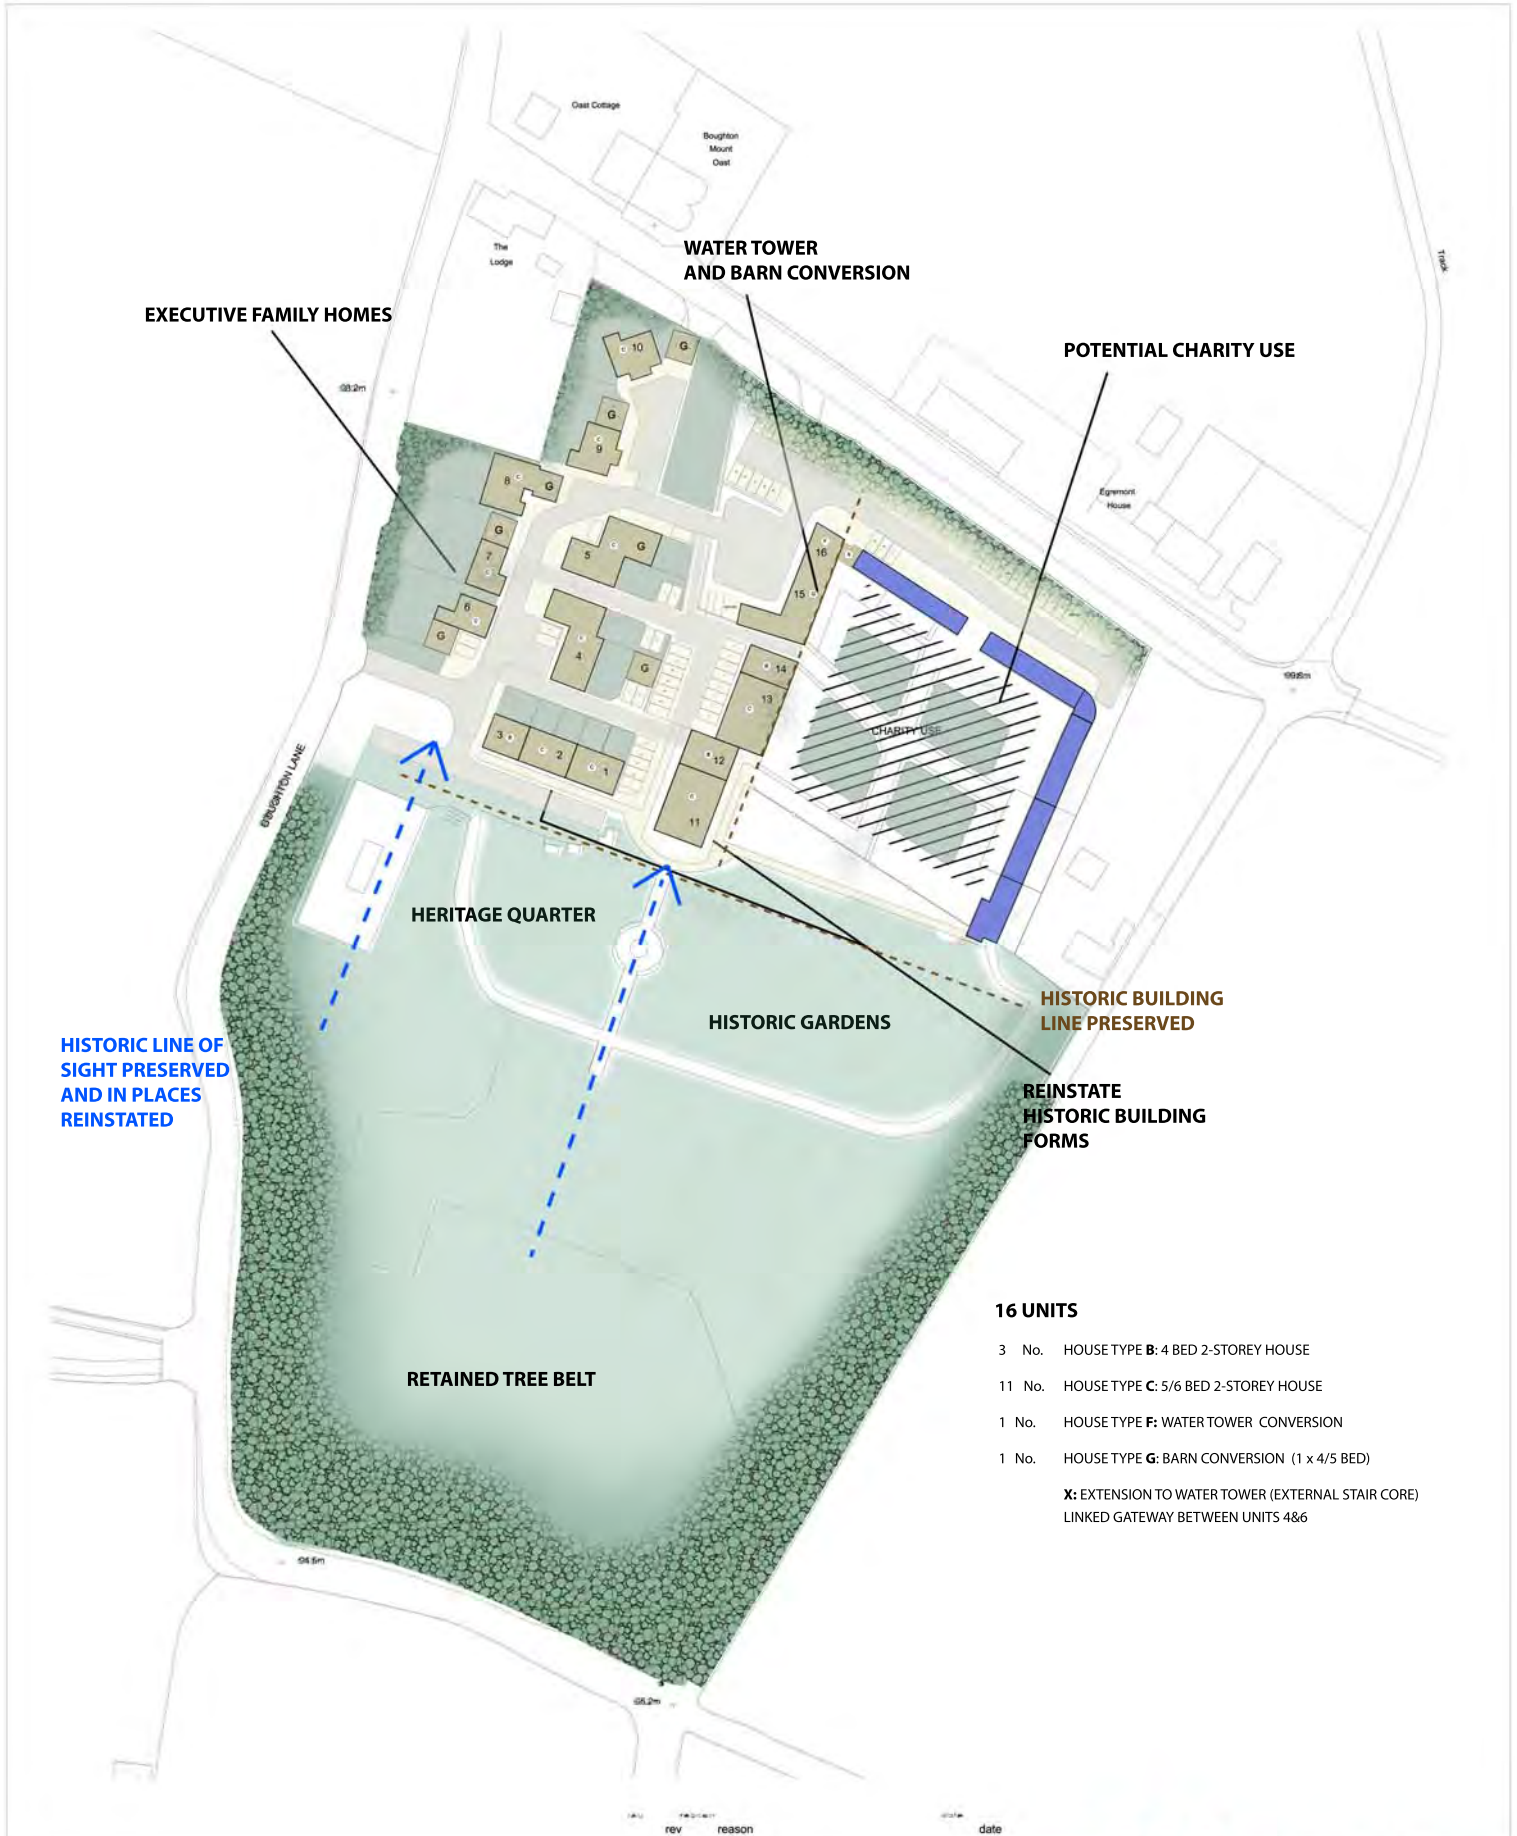 Oast Cottage
Boughton
Mount
Oast
The
Lodge
Track
WATER TOWER
AND BARN CONVERSION
EXECUTIVE FAMILY HOMES
POTENTIAL CHARITY USE
Egremont
House
10
G
G
C
9
8
C
G
G
7
C
6
G
5
C
G
4
G
3
2
C
1
C
16
15
14
13
C
12
11
CHARITY USE
BOUGHTON LANE
HERITAGE QUARTER
HISTORIC GARDENS
HISTORIC BUILDING
LINE PRESERVED
HISTORIC LINE OF
SIGHT PRESERVED
AND IN PLACES
REINSTATED
REINSTATE
HISTORIC BUILDING
FORMS
RETAINED TREE BELT
16 UNITS
3 No. HOUSE TYPE B: 4 BED 2-STOREY HOUSE
11 No. HOUSE TYPE C: 5/6 BED 2-STOREY HOUSE
1 No. HOUSE TYPE F: WATER TOWER CONVERSION
1 No. HOUSE TYPE G: BARN CONVERSION (1 x 4/5 BED)
X: EXTENSION TO WATER TOWER (EXTERNAL STAIR CORE)
LINKED GATEWAY BETWEEN UNITS 4&6
rev reason date